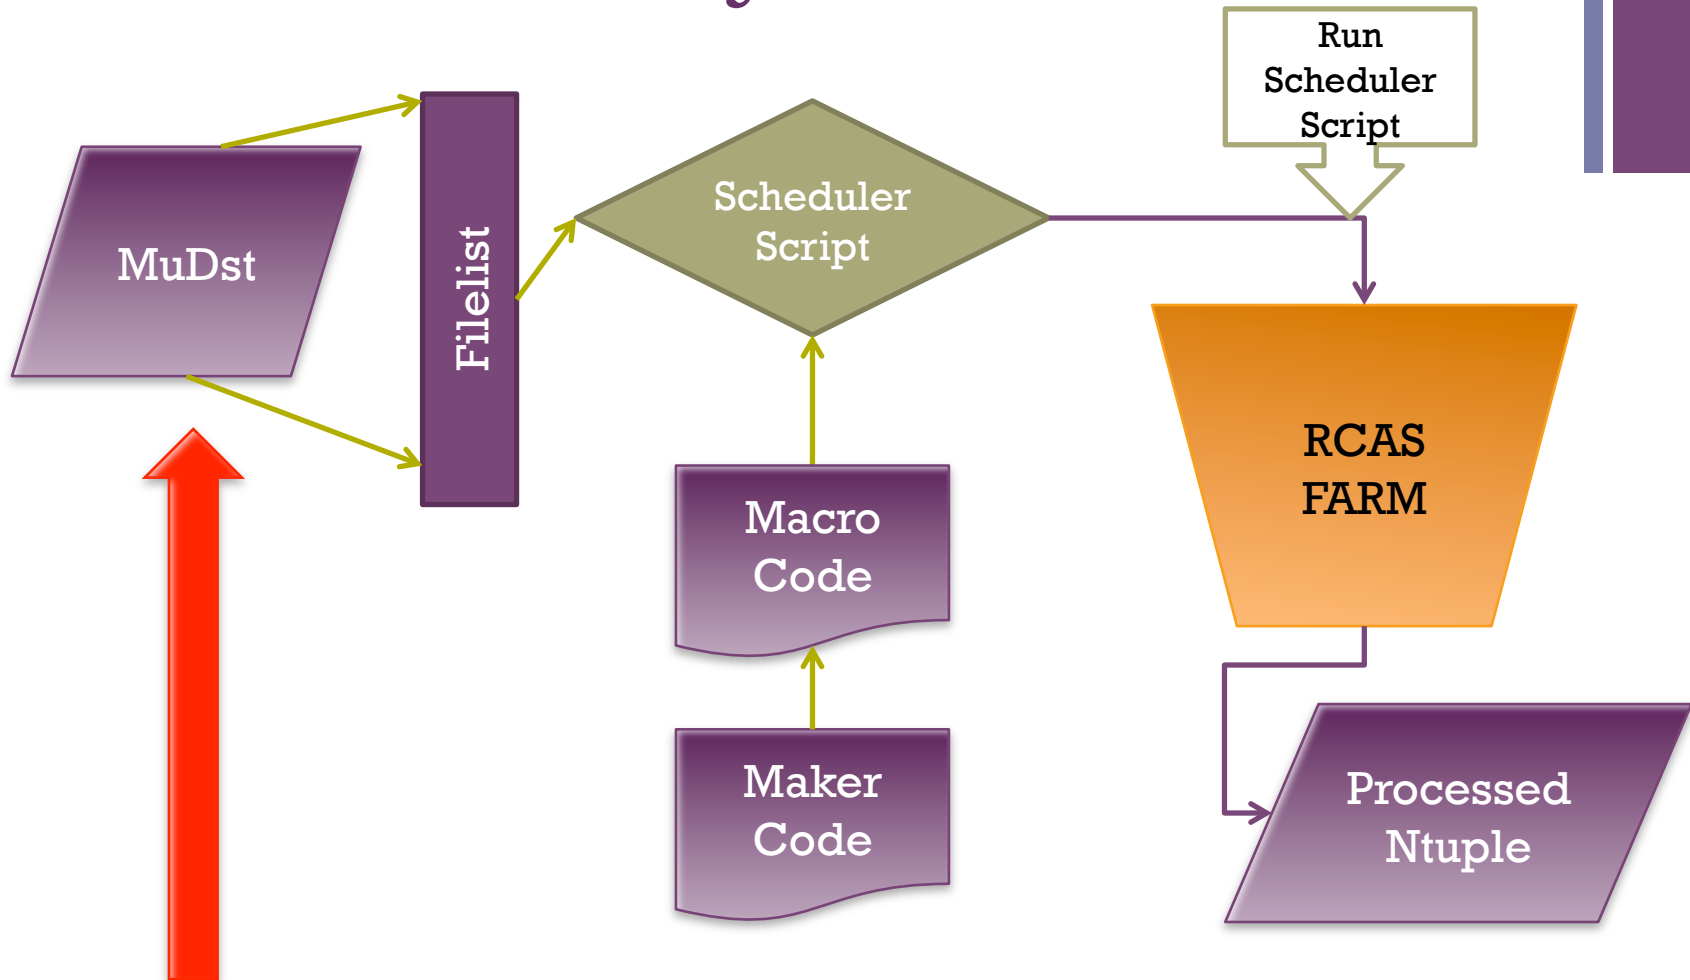 Run
Scheduler
Script
MuDst
Filelist
Scheduler
Script
RCAS
FARM
Macro
Code
Maker
Code
Processed
Ntuple